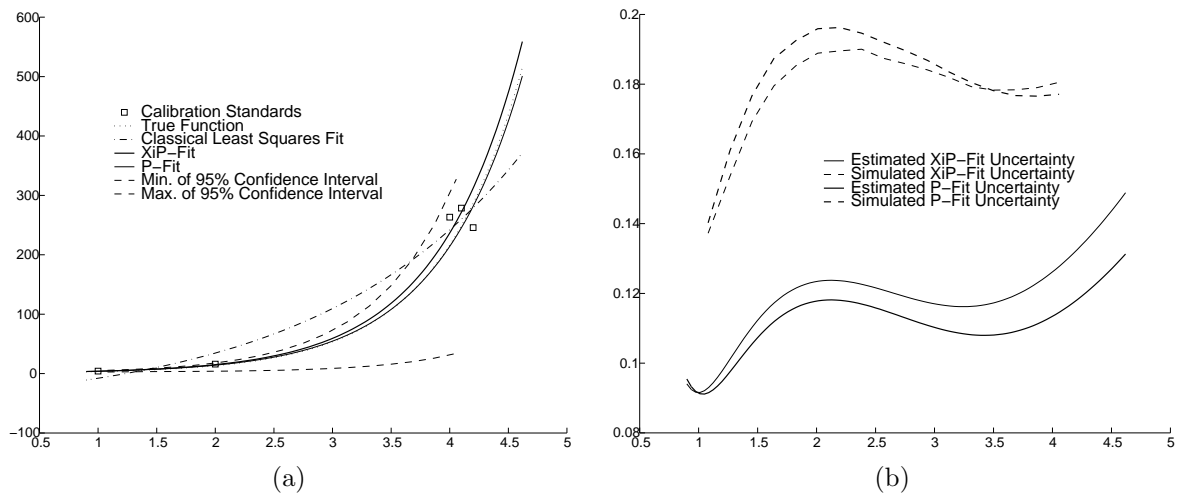 600
500
400
300
200
100
0
−100
0.5 1 1.5 2 2.5 3 3.5 4 4.5 5
Calibration Standards
True Function
Classical Least Squares Fit
XiP−Fit
P−Fit
Min. of 95% Confidence Interval
Max. of 95% Confidence Interval
(a)
0.2
0.18
0.16
0.14
0.12
0.1
0.08
0.5 1 1.5 2 2.5 3 3.5 4 4.5 5
Estimated XiP−Fit Uncertainty
Simulated XiP−Fit Uncertainty
Estimated P−Fit Uncertainty
Simulated P−Fit Uncertainty
(b)